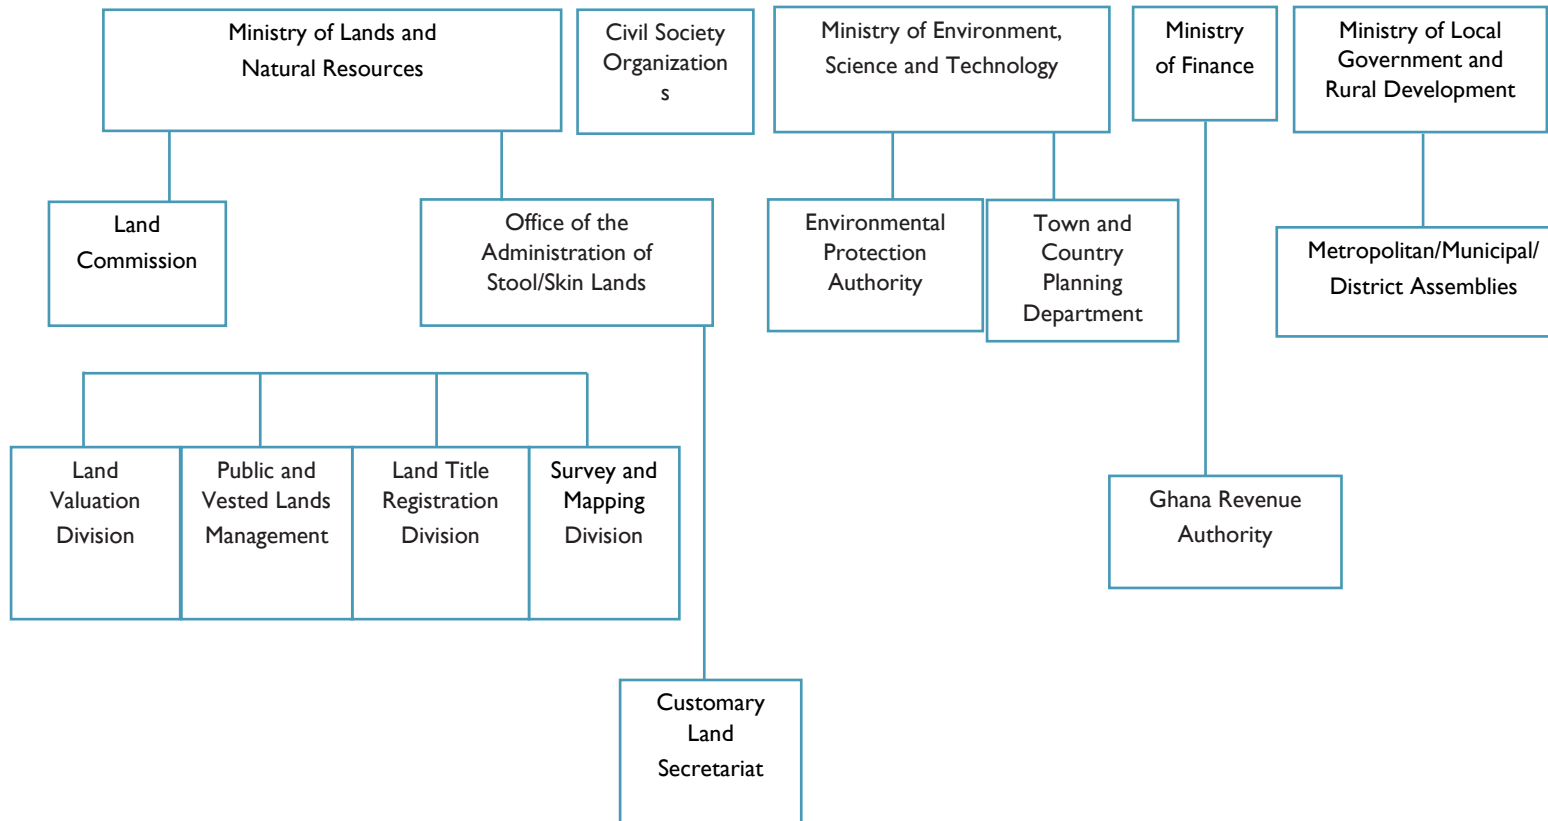 Ministry of Lands and
Natural Resources
Civil Society
Organization
s
Ministry of Environment,
Science and Technology
Ministry
of Finance
Ministry of Local
Government and
Rural Development
Land
Commission
Office of the
Administration of
Stool/Skin Lands
Environmental
Protection
Authority
Town and
Country
Planning
Department
Metropolitan/Municipal/
District Assemblies
Land
Valuation
Division
Public and
Vested Lands
Management
Land Title
Registration
Division
Survey and
Mapping
Division
Ghana Revenue
Authority
Customary
Land
Secretariat